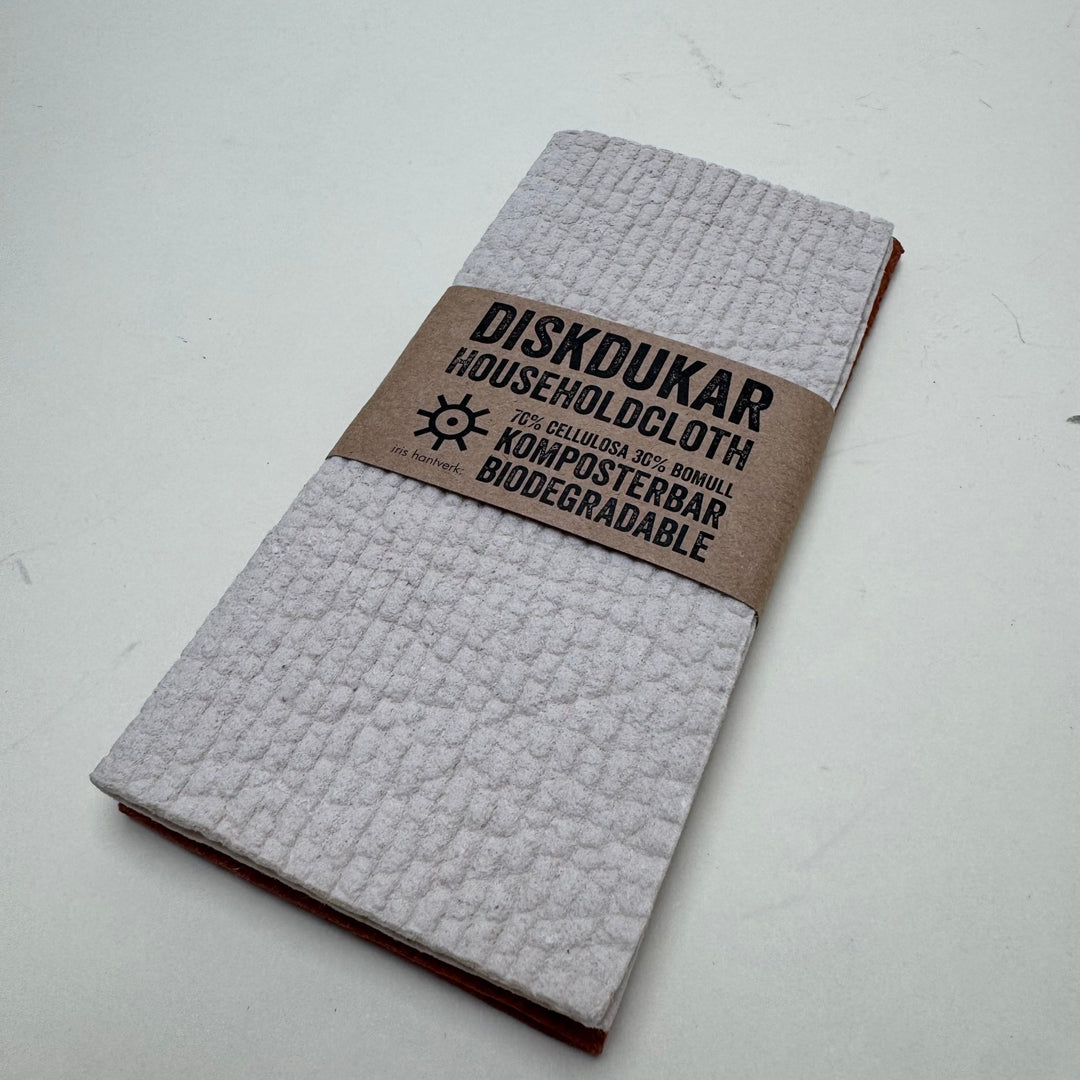 DISKDUKAR
HOUSEHOLDCLOTH
70% CELLULOSA 30% BOMULL
KOMPOSTERBAR
BIODEGRADABLE
iris hantverk